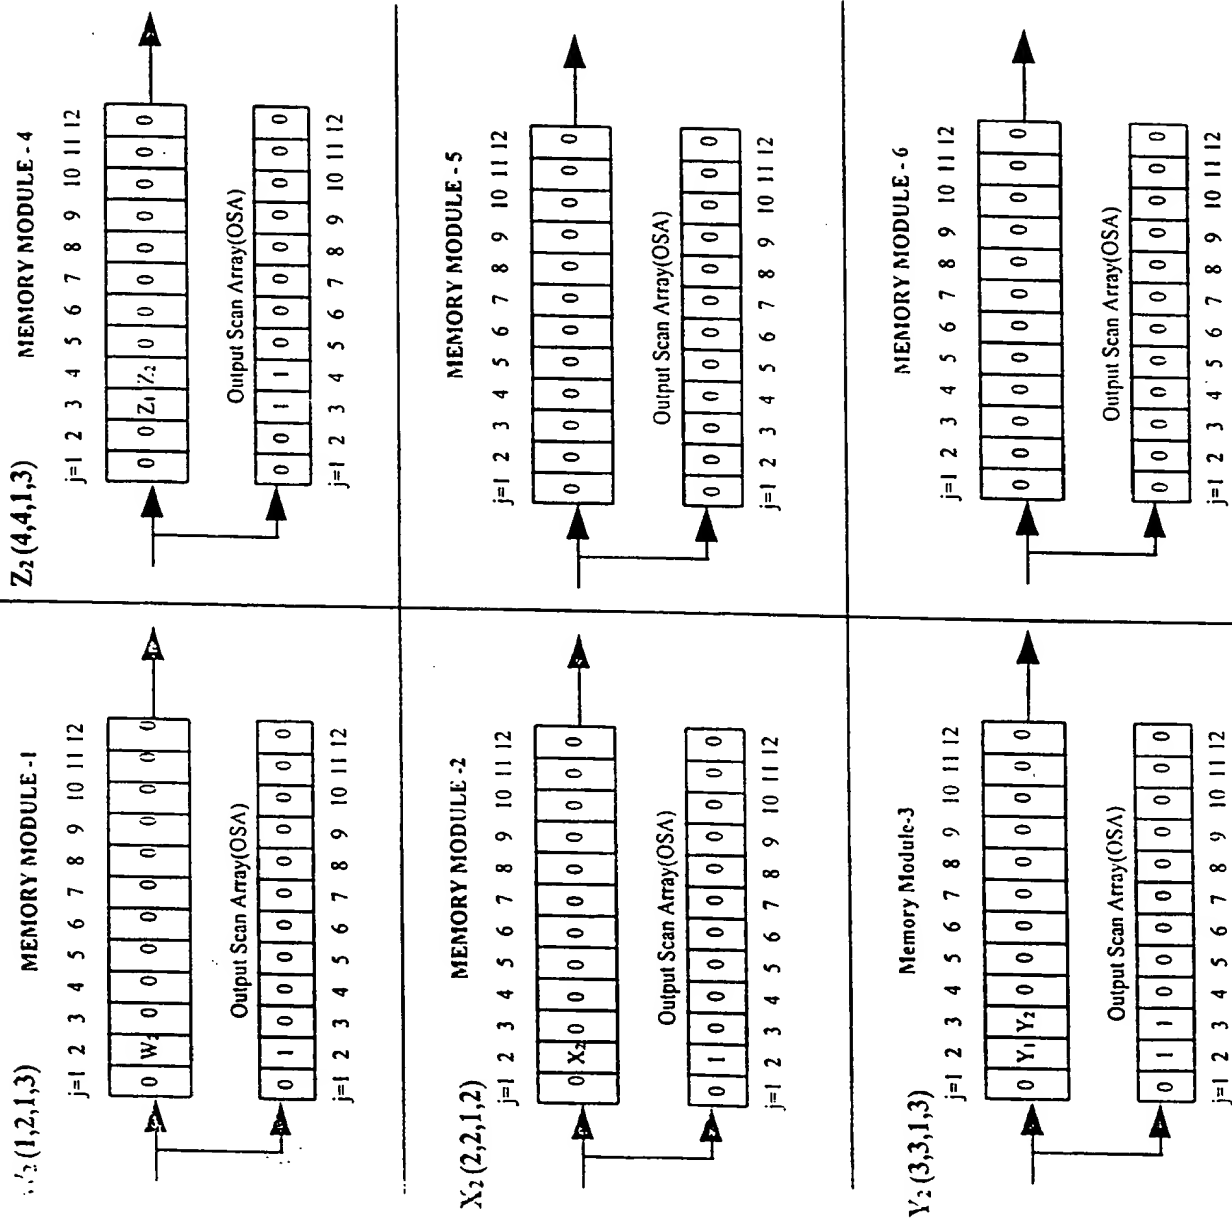 (1,2,1,3)
MEMORY MODULE -1
j=1 2 3 4 5 6 7 8 9 10 11 12
0 W2 0 0 0 0 0 0 0 0 0 0
Output Scan Array(OSA)
0 1 0 0 0 0 0 0 0 0 0 0
j=1 2 3 4 5 6 7 8 9 10 11 12
X2 (2,2,1,2)
MEMORY MODULE -2
j=1 2 3 4 5 6 7 8 9 10 11 12
0 X2 0 0 0 0 0 0 0 0 0 0
Output Scan Array(OSA)
0 1 0 0 0 0 0 0 0 0 0 0
j=1 2 3 4 5 6 7 8 9 10 11 12
Y2 (3,3,1,3)
Memory Module-3
j=1 2 3 4 5 6 7 8 9 10 11 12
0 Y1 Y2 0 0 0 0 0 0 0 0 0
Output Scan Array(OSA)
0 1 1 0 0 0 0 0 0 0 0 0
j=1 2 3 4 5 6 7 8 9 10 11 12
Z2 (4,4,1,3)
MEMORY MODULE - 4
j=1 2 3 4 5 6 7 8 9 10 11 12
0 0 Z1 Z2 0 0 0 0 0 0 0 0
Output Scan Array(OSA)
0 0 1 1 0 0 0 0 0 0 0 0
j=1 2 3 4 5 6 7 8 9 10 11 12
MEMORY MODULE - 5
j=1 2 3 4 5 6 7 8 9 10 11 12
0 0 0 0 0 0 0 0 0 0 0 0
Output Scan Array(OSA)
0 0 0 0 0 0 0 0 0 0 0 0
j=1 2 3 4 5 6 7 8 9 10 11 12
MEMORY MODULE - 6
j=1 2 3 4 5 6 7 8 9 10 11 12
0 0 0 0 0 0 0 0 0 0 0 0
Output Scan Array(OSA)
0 0 0 0 0 0 0 0 0 0 0 0
j=1 2 3 4 5 6 7 8 9 10 11 12